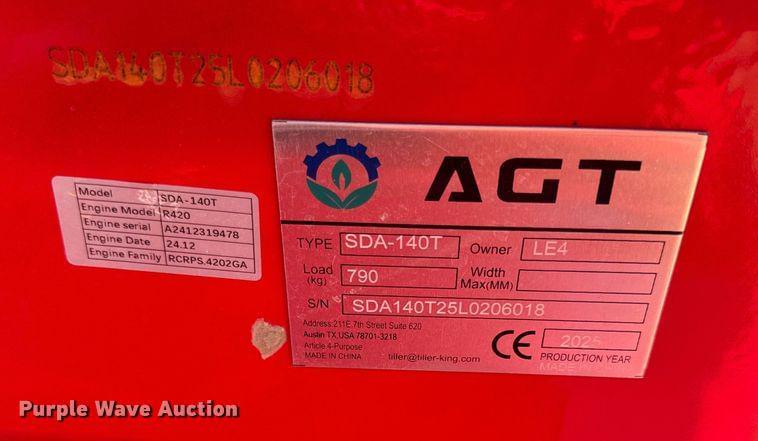 SDA140T25L0206018
Model SDA-140T
Engine Model R420
Engine serial A2412319478
Engine Date 24.12
Engine Family RCRPS.4202GA
AGT
TYPE SDA-140T Owner LE4
Load (kg) 790 Width Max(MM)
S/N SDA140T25L0206018
Address:211E,7th Street Suite 620
Austin TX,USA 78701-3218
Article 4-Purpose
MADE IN CHINA tiller@tiller-king.com
CE 2025
PRODUCTION YEAR
MADE IN
Purple Wave Auction